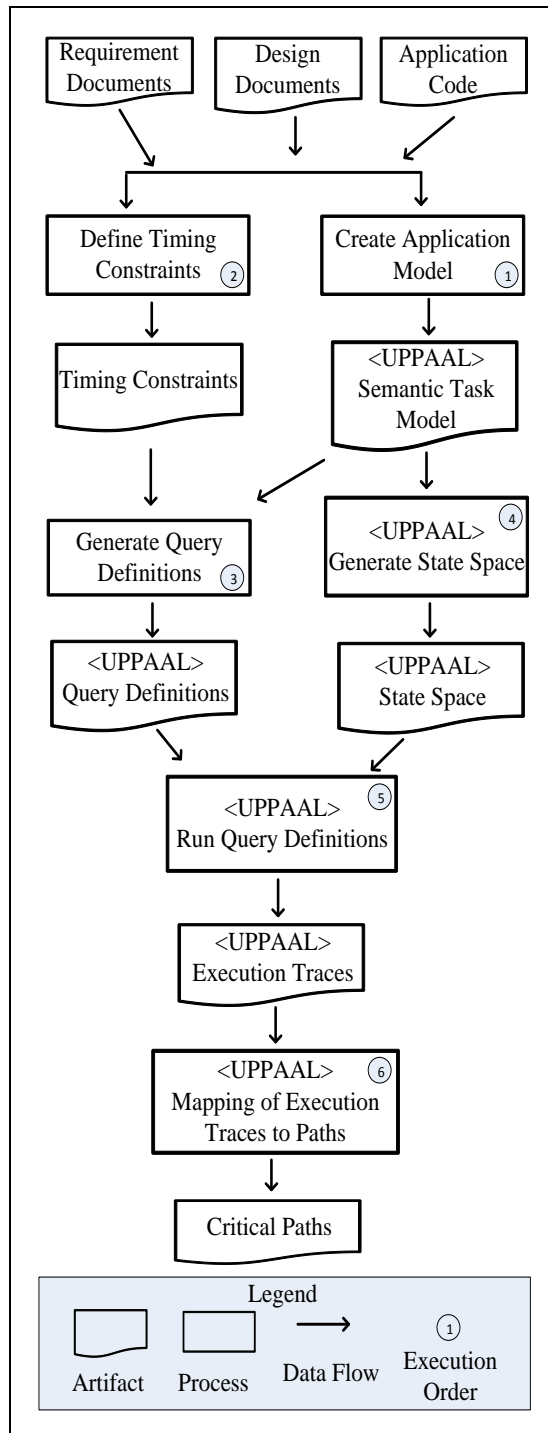 Requirement
Documents
Design
Documents
Application
Code
Define Timing
Constraints
2
Create Application
Model
1
Timing Constraints
<UPPAAL>
Semantic Task
Model
Generate Query
Definitions
3
<UPPAAL>
Generate State Space
4
<UPPAAL>
Query Definitions
<UPPAAL>
State Space
<UPPAAL>
Run Query Definitions
5
<UPPAAL>
Execution Traces
<UPPAAL>
Mapping of Execution
Traces to Paths
6
Critical Paths
Legend
Artifact
Process
Data Flow
1
Execution
Order